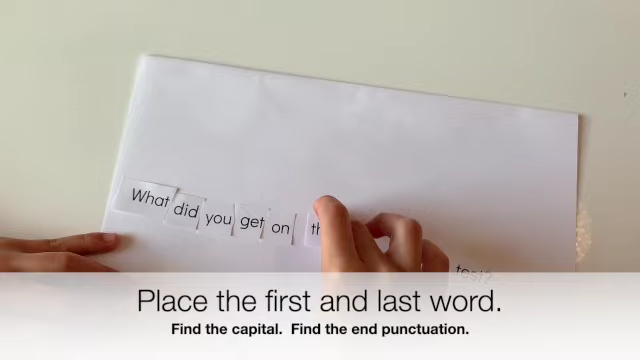 What did you get on th
test?
Place the first and last word.
Find the capital.  Find the end punctuation.